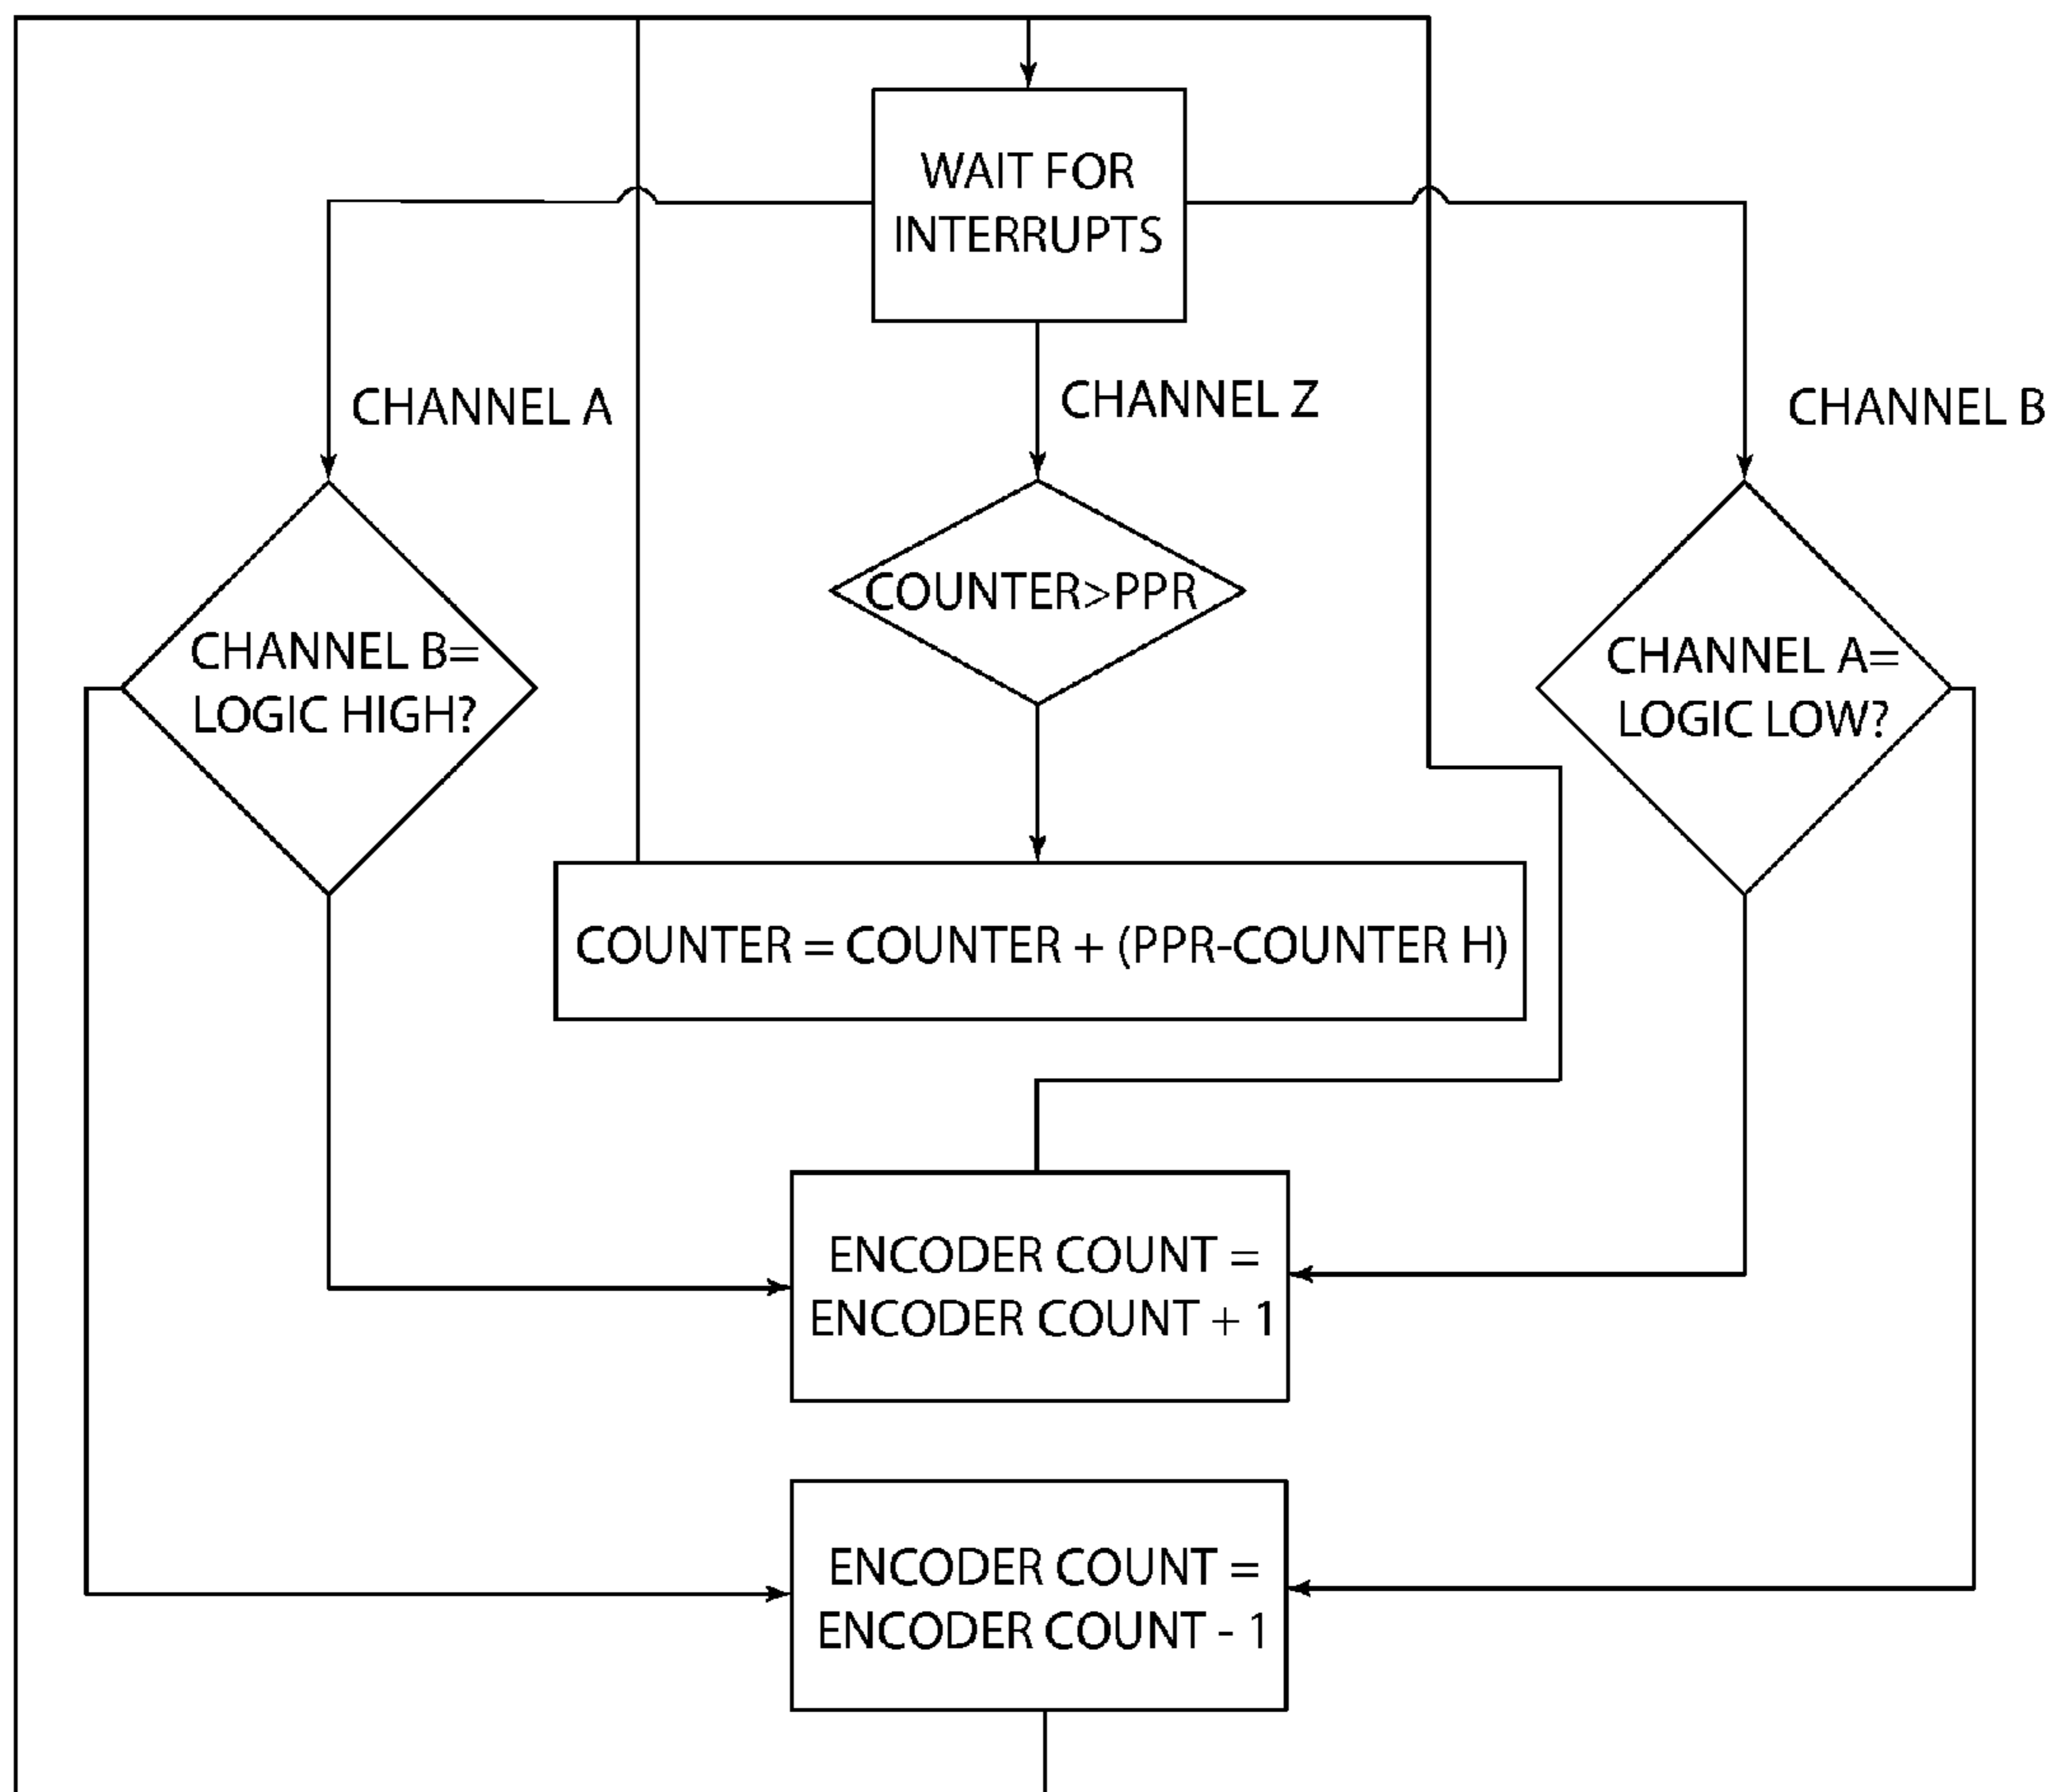 WAIT FOR
INTERRUPTS
CHANNEL A
CHANNEL Z
CHANNEL B
CHANNEL B=
LOGIC HIGH?
COUNTER>PPR
CHANNEL A=
LOGIC LOW?
COUNTER = COUNTER + (PPR-COUNTER H)
ENCODER COUNT =
ENCODER COUNT + 1
ENCODER COUNT =
ENCODER COUNT - 1